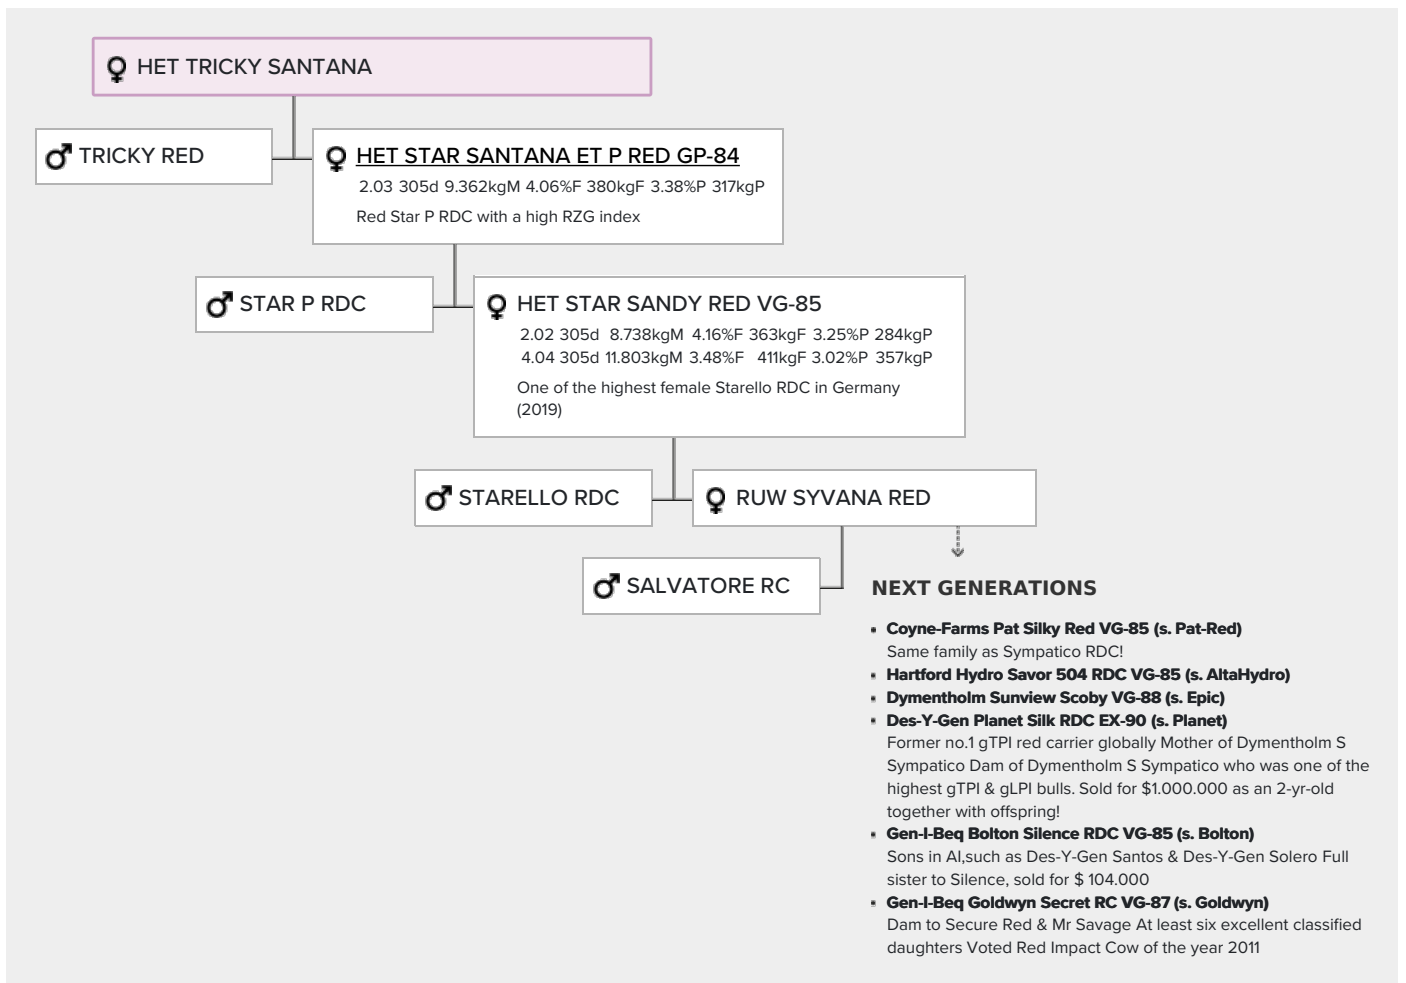 HET TRICKY SANTANA
TRICKY RED
HET STAR SANTANA ET P RED GP-84
2.03 305d 9.362kgM 4.06%F 380kgF 3.38%P 317kgP
Red Star P RDC with a high RZG index
STAR P RDC
HET STAR SANDY RED VG-85
2.02 305d 8.738kgM 4.16%F 363kgF 3.25%P 284kgP
4.04 305d 11.803kgM 3.48%F 411kgF 3.02%P 357kgP
One of the highest female Starello RDC in Germany
(2019)
STARELLO RDC
RUW SYVANA RED
SALVATORE RC
NEXT GENERATIONS
Coyne-Farms Pat Silky Red VG-85 (s. Pat-Red)
Same family as Sympatico RDC!
Hartford Hydro Savor 504 RDC VG-85 (s. AltaHydro)
Dymentholm Sunview Scoby VG-88 (s. Epic)
Des-Y-Gen Planet Silk RDC EX-90 (s. Planet)
Former no.1 gTPI red carrier globally Mother of Dymentholm S
Sympatico Dam of Dymentholm S Sympatico who was one of the
highest gTPI & gLPI bulls. Sold for $1.000.000 as an 2-yr-old
together with offspring!
Gen-I-Beq Bolton Silence RDC VG-85 (s. Bolton)
Sons in AI,such as Des-Y-Gen Santos & Des-Y-Gen Solero Full
sister to Silence, sold for $ 104.000
Gen-I-Beq Goldwyn Secret RC VG-87 (s. Goldwyn)
Dam to Secure Red & Mr Savage At least six excellent classified
daughters Voted Red Impact Cow of the year 2011